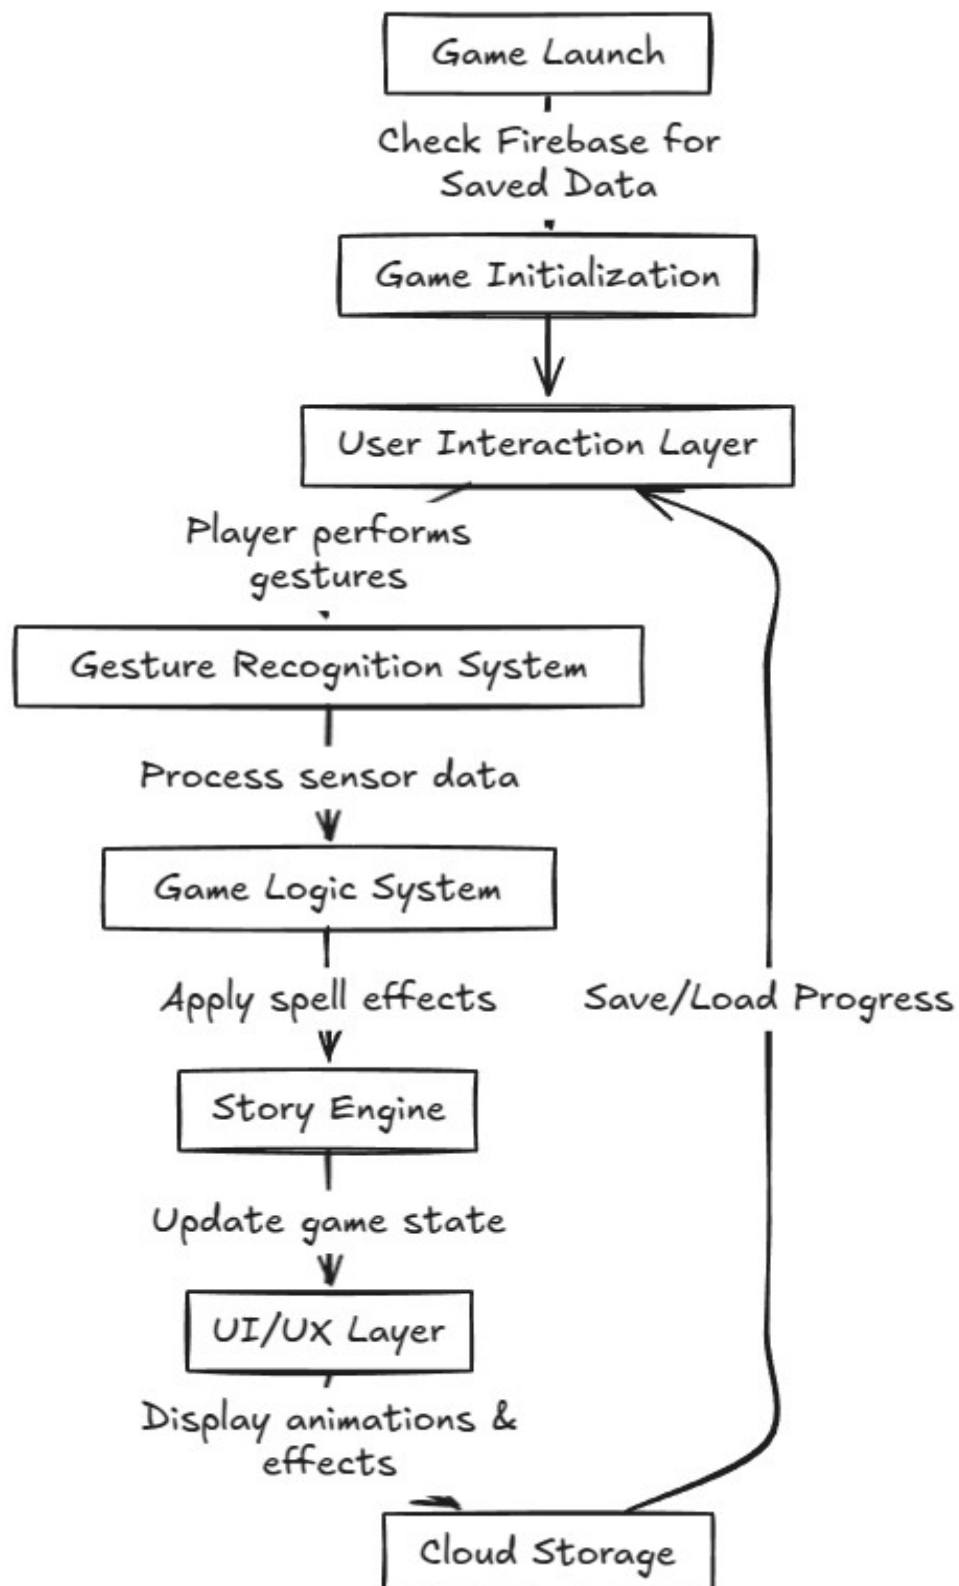 Game Launch
Check Firebase for
Saved Data
Game Initialization
User Interaction Layer
Player performs
gestures
Gesture Recognition System
Process sensor data
Game Logic System
Apply spell effects
Save/Load Progress
Story Engine
Update game state
UI/UX Layer
Display animations &
effects
Cloud Storage